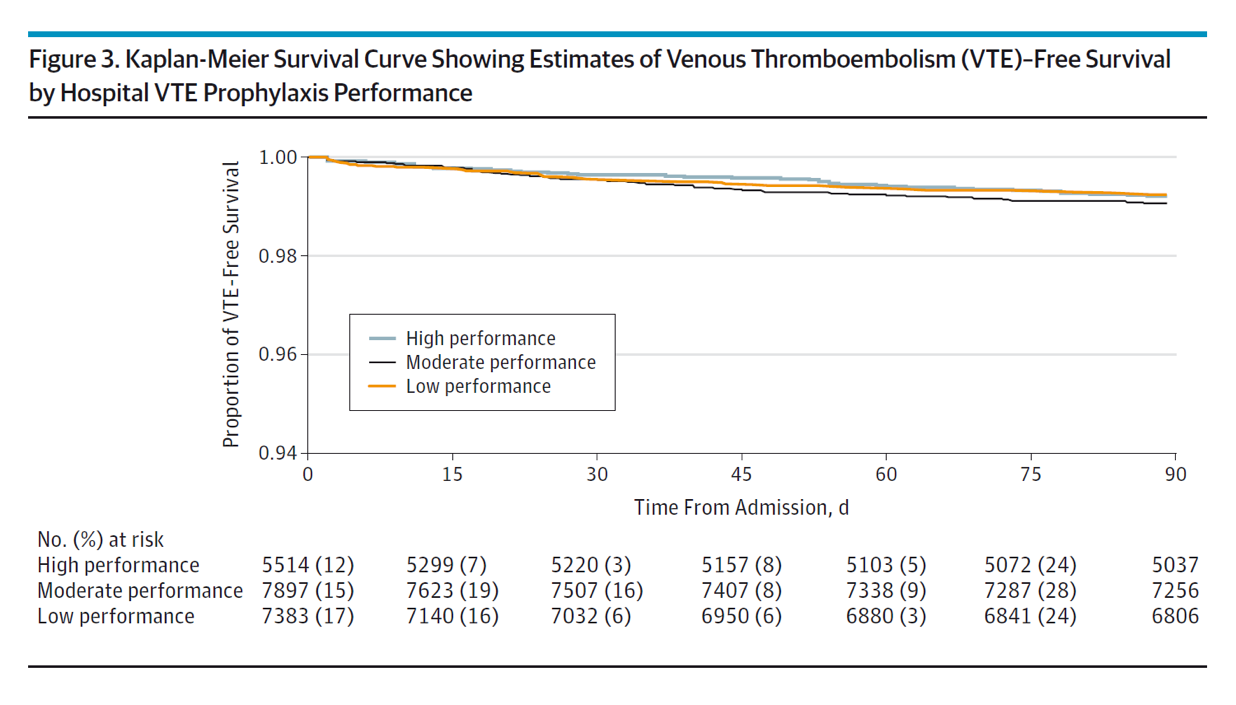 Figure 3. Kaplan-Meier Survival Curve Showing Estimates of Venous Thromboembolism (VTE)–Free Survival
by Hospital VTE Prophylaxis Performance
Proportion of VTE-Free Survival
1.00
0.98
0.96
0.94
High performance
Moderate performance
Low performance
0 15 30 45 60 75 90
Time From Admission, d
No. (%) at risk
High performance 5514 (12) 5299 (7) 5220 (3) 5157 (8) 5103 (5) 5072 (24) 5037
Moderate performance 7897 (15) 7623 (19) 7507 (16) 7407 (8) 7338 (9) 7287 (28) 7256
Low performance 7383 (17) 7140 (16) 7032 (6) 6950 (6) 6880 (3) 6841 (24) 6806